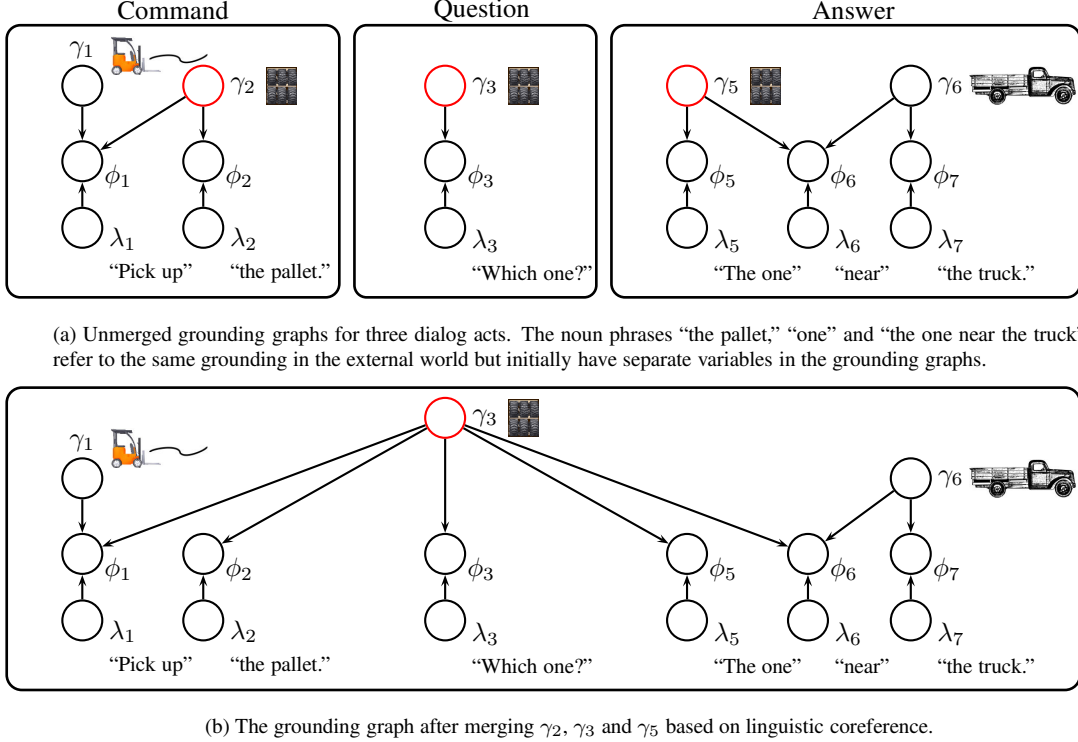 Command Question Answer
γ1 γ2 γ3 γ5 γ6
ϕ1 ϕ2 ϕ3 ϕ5 ϕ6 ϕ7
λ1 λ2 λ3 λ5 λ6 λ7
“Pick up” “the pallet.” “Which one?” “The one” “near” “the truck.”
(a) Unmerged grounding graphs for three dialog acts. The noun phrases “the pallet,” “one” and “the one near the truck”
refer to the same grounding in the external world but initially have separate variables in the grounding graphs.
γ3
γ1 γ6
ϕ1 ϕ2 ϕ3 ϕ5 ϕ6 ϕ7
λ1 λ2 λ3 λ5 λ6 λ7
“Pick up” “the pallet.” “Which one?” “The one” “near” “the truck.”
(b) The grounding graph after merging γ2, γ3 and γ5 based on linguistic coreference.